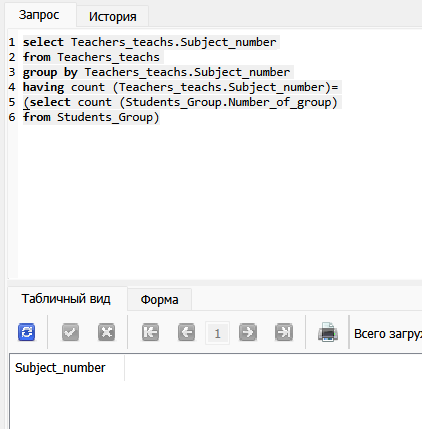 Запрос
История
1 select Teachers_teachs.Subject_number
2 from Teachers_teachs
3 group by Teachers_teachs.Subject_number
4 having count (Teachers_teachs.Subject_number)=
5 (select count (Students_Group.Number_of_group)
6 from Students_Group)
Табличный вид
Форма
1
Всего загру
Subject_number